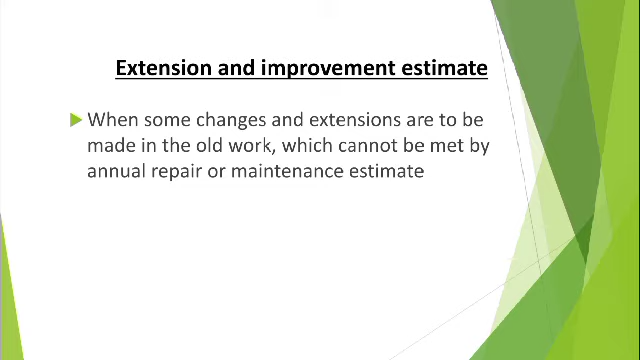 Extension and improvement estimate
When some changes and extensions are to be
made in the old work, which cannot be met by
annual repair or maintenance estimate